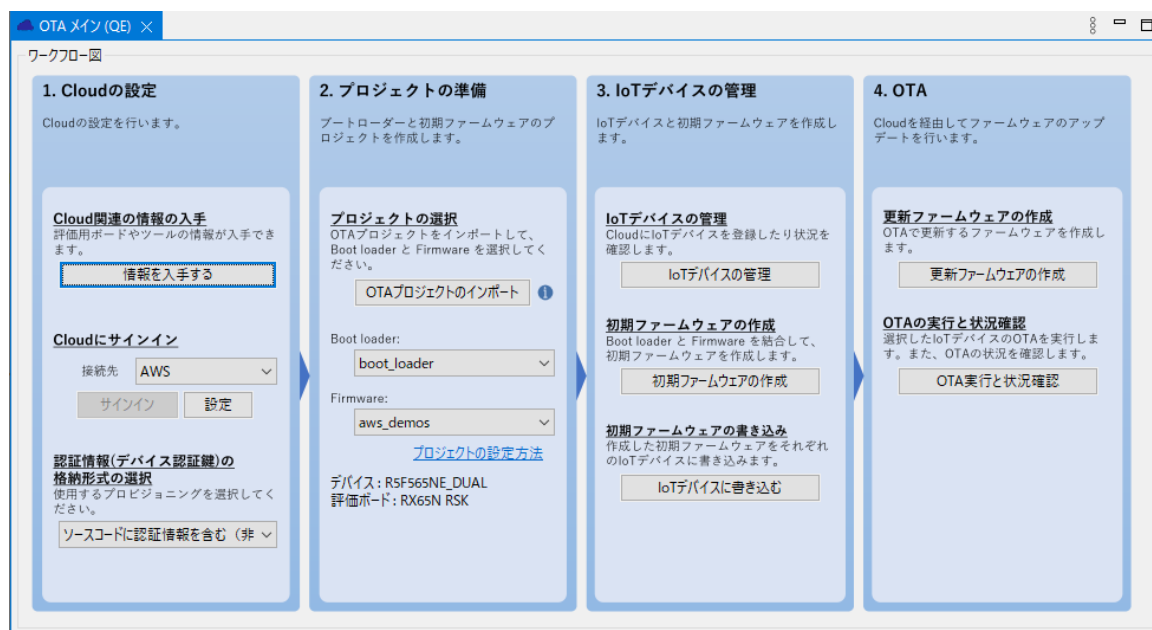 OTA メイン (QE)
ワークフロー図
1. Cloudの設定
Cloudの設定を行います。
Cloud関連の情報の入手
評価用ボードやツールの情報が入手でき
ます。
情報を入手する
Cloudにサインイン
接続先 AWS
サインイン 設定
認証情報(デバイス認証鍵)の
格納形式の選択
使用するプロビジョニングを選択してく
ださい。
ソースコードに認証情報を含む（非
2. プロジェクトの準備
ブートローダーと初期ファームウェアのプ
ロジェクトを作成します。
プロジェクトの選択
OTAプロジェクトをインポートして、
Boot loader と Firmware を選択してく
ださい。
OTAプロジェクトのインポート
Boot loader:
boot_loader
Firmware:
aws_demos
プロジェクトの設定方法
デバイス : R5F565NE_DUAL
評価ボード : RX65N RSK
3. IoTデバイスの管理
IoTデバイスと初期ファームウェアを作成し
ます。
IoTデバイスの管理
CloudにIoTデバイスを登録したり状況を
確認します。
IoTデバイスの管理
初期ファームウェアの作成
Boot loader と Firmware を結合して、
初期ファームウェアを作成します。
初期ファームウェアの作成
初期ファームウェアの書き込み
作成した初期ファームウェアをそれぞれ
のIoTデバイスに書き込みます。
IoTデバイスに書き込む
4. OTA
Cloudを経由してファームウェアのアップ
デートを行います。
更新ファームウェアの作成
OTAで更新するファームウェアを作成し
ます。
更新ファームウェアの作成
OTAの実行と状況確認
選択したIoTデバイスのOTAを実行しま
す。また、OTAの状況を確認します。
OTA実行と状況確認